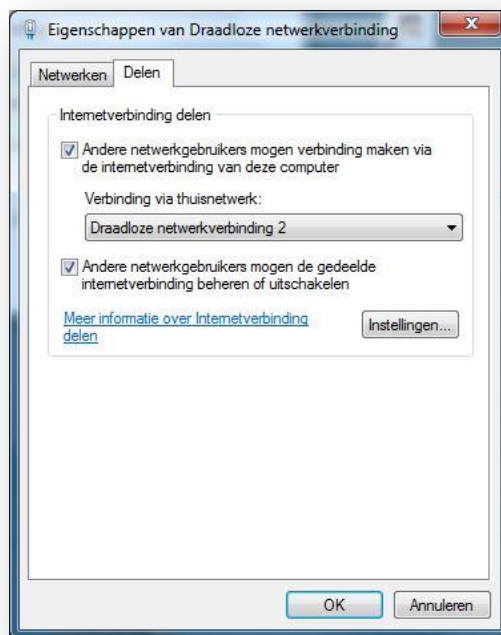 Eigenschappen van Draadloze netwerkverbinding
Netwerken Delen
Internetverbinding delen
Andere netwerkgebruikers mogen verbinding maken via
de internetverbinding van deze computer
Verbinding via thuisnetwerk:
Draadloze netwerkverbinding 2
Andere netwerkgebruikers mogen de gedeelde
internetverbinding beheren of uitschakelen
Meer informatie over Internetverbinding
delen
Instellingen...
OK Annuleren